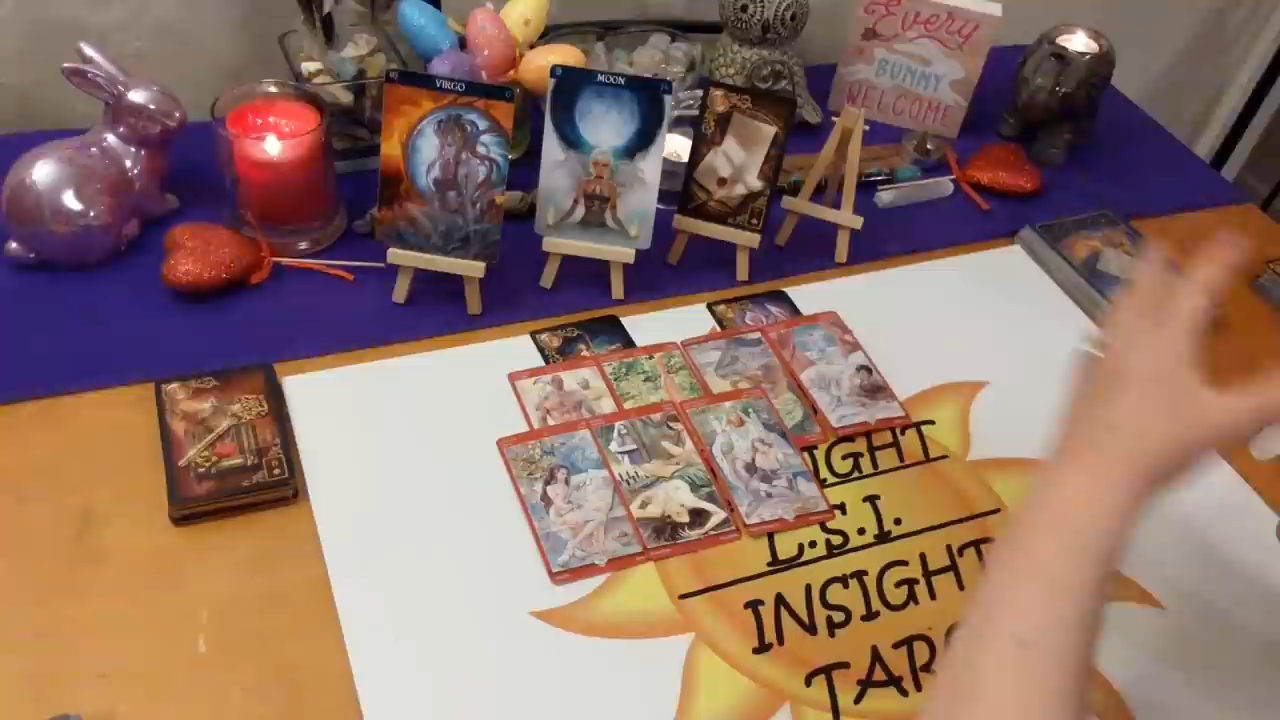 VIRGO
MOON
Every
BUNNY
WELCOME
IGHT
L.S.I.
INSIGHT
TAR